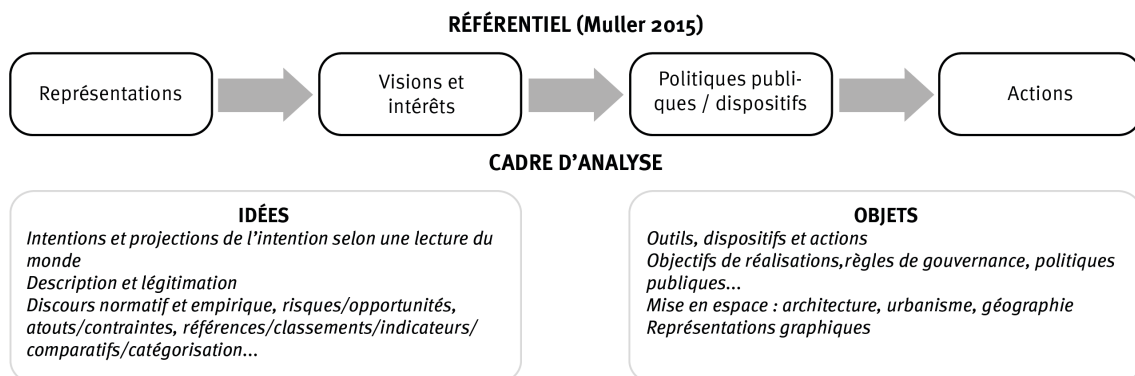 RÉFÉRENTIEL (Muller 2015)
Représentations
Visions et
intérêts
Politiques publi-
ques / dispositifs
Actions
CADRE D’ANALYSE
IDÉES
Intentions et projections de l’intention selon une lecture du
monde
Description et légitimation
Discours normatif et empirique, risques/opportunités,
atouts/contraintes, références/classements/indicateurs/
comparatifs/catégorisation...
OBJETS
Outils, dispositifs et actions
Objectifs de réalisations,règles de gouvernance, politiques
publiques...
Mise en espace : architecture, urbanisme, géographie
Représentations graphiques